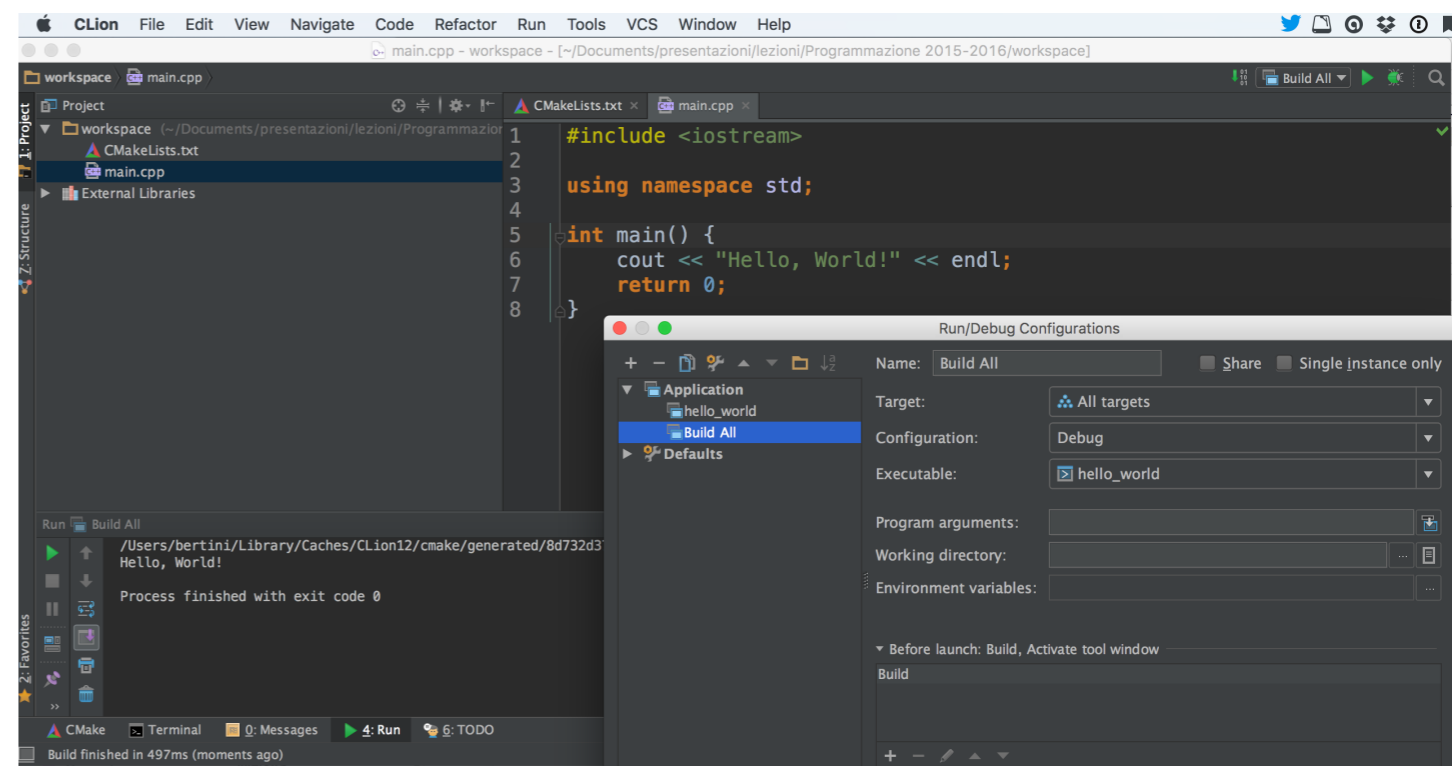 CLion File Edit View Navigate Code Refactor Run Tools VCS Window Help
main.cpp - workspace - [~/Documents/presentazioni/lezioni/Programmazione 2015-2016/workspace]
workspace main.cpp
Build All
1: Project
Z: Structure
2: Favorites
Project
workspace (~/Documents/presentazioni/lezioni/Programmazion
CMakeLists.txt
main.cpp
External Libraries
CMakeLists.txt × main.cpp ×
1 #include <iostream>
2
3 using namespace std;
4
5 int main() {
6 cout << "Hello, World!" << endl;
7 return 0;
8 }
Run Build All
/Users/bertini/Library/Caches/CLion12/cmake/generated/8d732d3
Hello, World!
Process finished with exit code 0
CMake Terminal 0: Messages 4: Run 6: TODO
Build finished in 497ms (moments ago)
Run/Debug Configurations
Application
hello_world
Build All
Defaults
Name: Build All Share Single instance only
Target: All targets
Configuration: Debug
Executable: hello_world
Program arguments:
Working directory: ...
Environment variables: ...
Before launch: Build, Activate tool window
Build